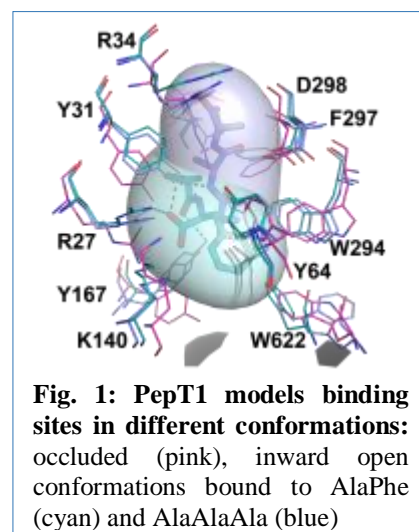 R34
D298
Y31
F297
R27
W294
Y64
Y167
K140
W622
Fig. 1: PepT1 models binding
sites in different conformations:
occluded (pink), inward open
conformations bound to AlaPhe
(cyan) and AlaAlaAla (blue)